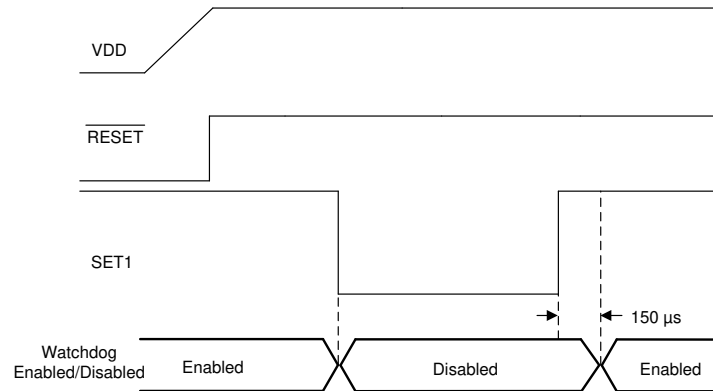 VDD
RESET
SET1
150 µs
Watchdog
Enabled/Disabled
Enabled
Disabled
Enabled